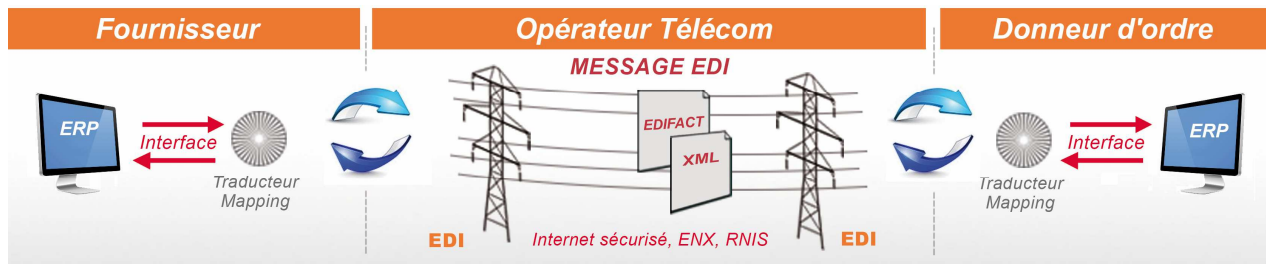 Fournisseur
Opérateur Télécom
Donneur d'ordre
MESSAGE EDI
ERP
Interface
Traducteur
Mapping
EDIFACT
XML
EDI
Internet sécurisé, ENX, RNIS
EDI
Interface
ERP
Traducteur
Mapping